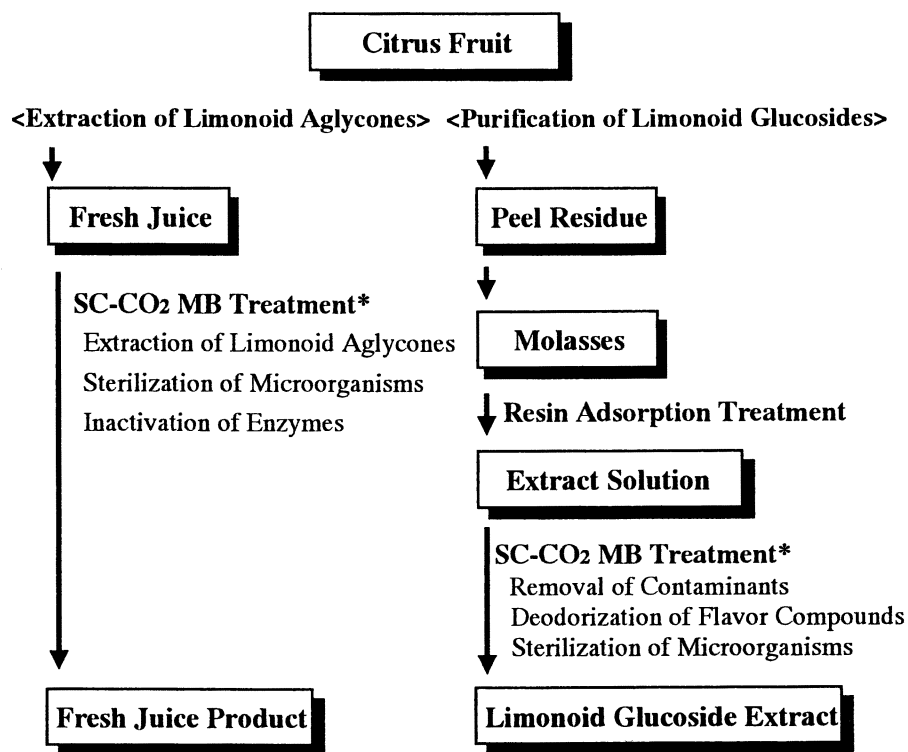 Citrus Fruit
<Extraction of Limonoid Aglycones>
<Purification of Limonoid Glucosides>
Fresh Juice
SC-CO2 MB Treatment*
Extraction of Limonoid Aglycones
Sterilization of Microorganisms
Inactivation of Enzymes
Fresh Juice Product
Peel Residue
Molasses
Resin Adsorption Treatment
Extract Solution
SC-CO2 MB Treatment*
Removal of Contaminants
Deodorization of Flavor Compounds
Sterilization of Microorganisms
Limonoid Glucoside Extract